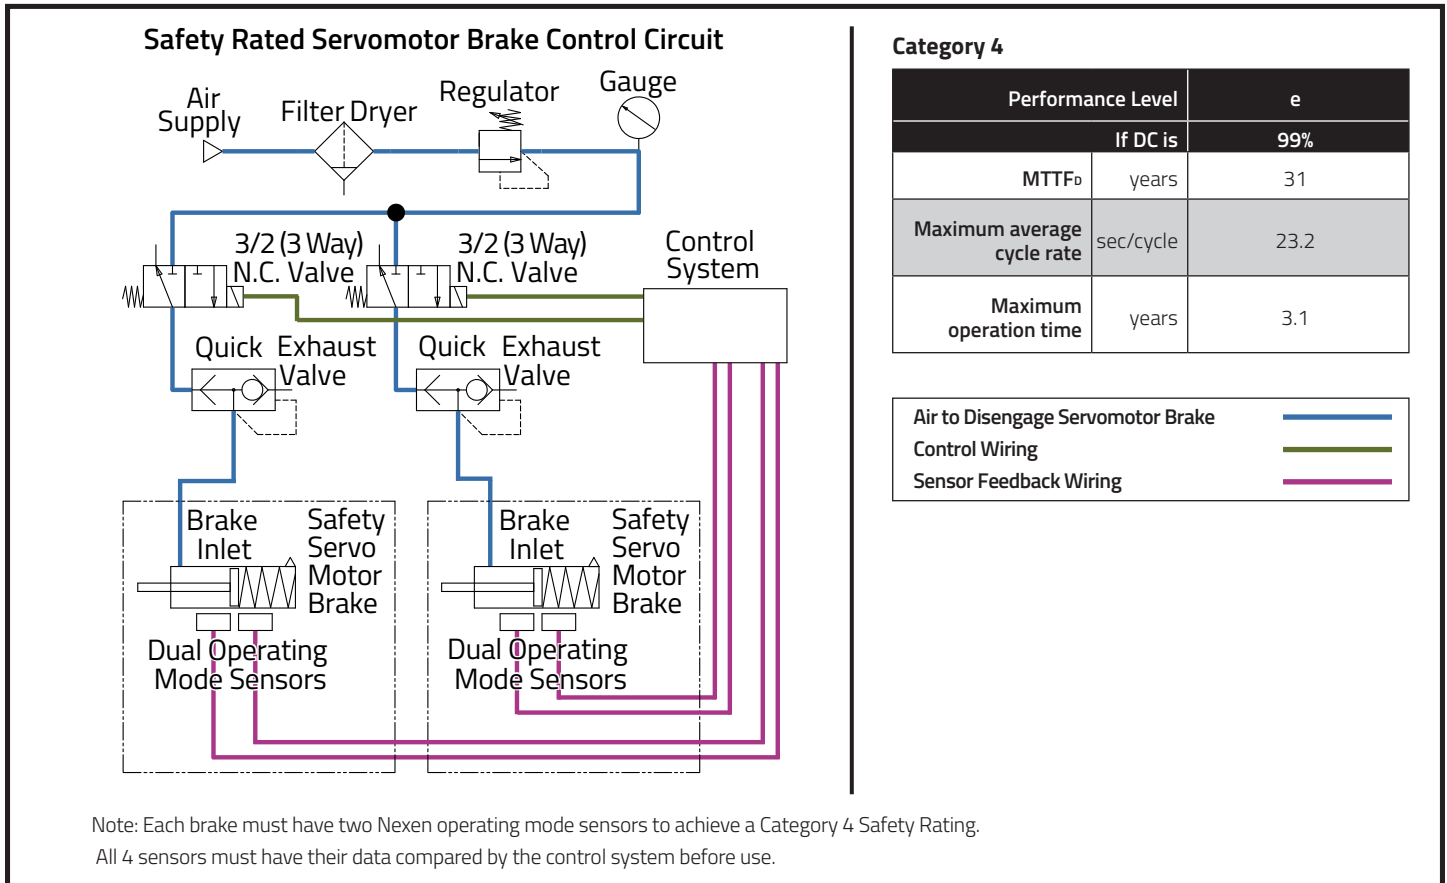 Safety Rated Servomotor Brake Control Circuit
Air
Supply
Filter Dryer
Regulator
Gauge
3/2 (3 Way)
N.C. Valve
3/2 (3 Way)
N.C. Valve
Control
System
Quick Exhaust
Valve
Quick Exhaust
Valve
Brake
Inlet
Safety
Servo
Motor
Brake
Dual Operating
Mode Sensors
Brake
Inlet
Safety
Servo
Motor
Brake
Dual Operating
Mode Sensors
Category 4
Performance Level e
If DC is 99%
MTTFD years 31
Maximum average
cycle rate sec/cycle 23.2
Maximum
operation time years 3.1
Air to Disengage Servomotor Brake
Control Wiring
Sensor Feedback Wiring
Note: Each brake must have two Nexen operating mode sensors to achieve a Category 4 Safety Rating.
All 4 sensors must have their data compared by the control system before use.